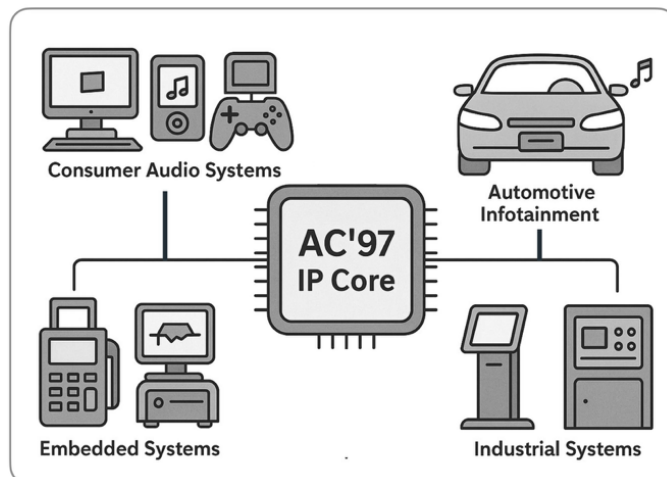 Consumer Audio Systems
Automotive
Infotainment
AC'97
IP Core
Embedded Systems
Industrial Systems